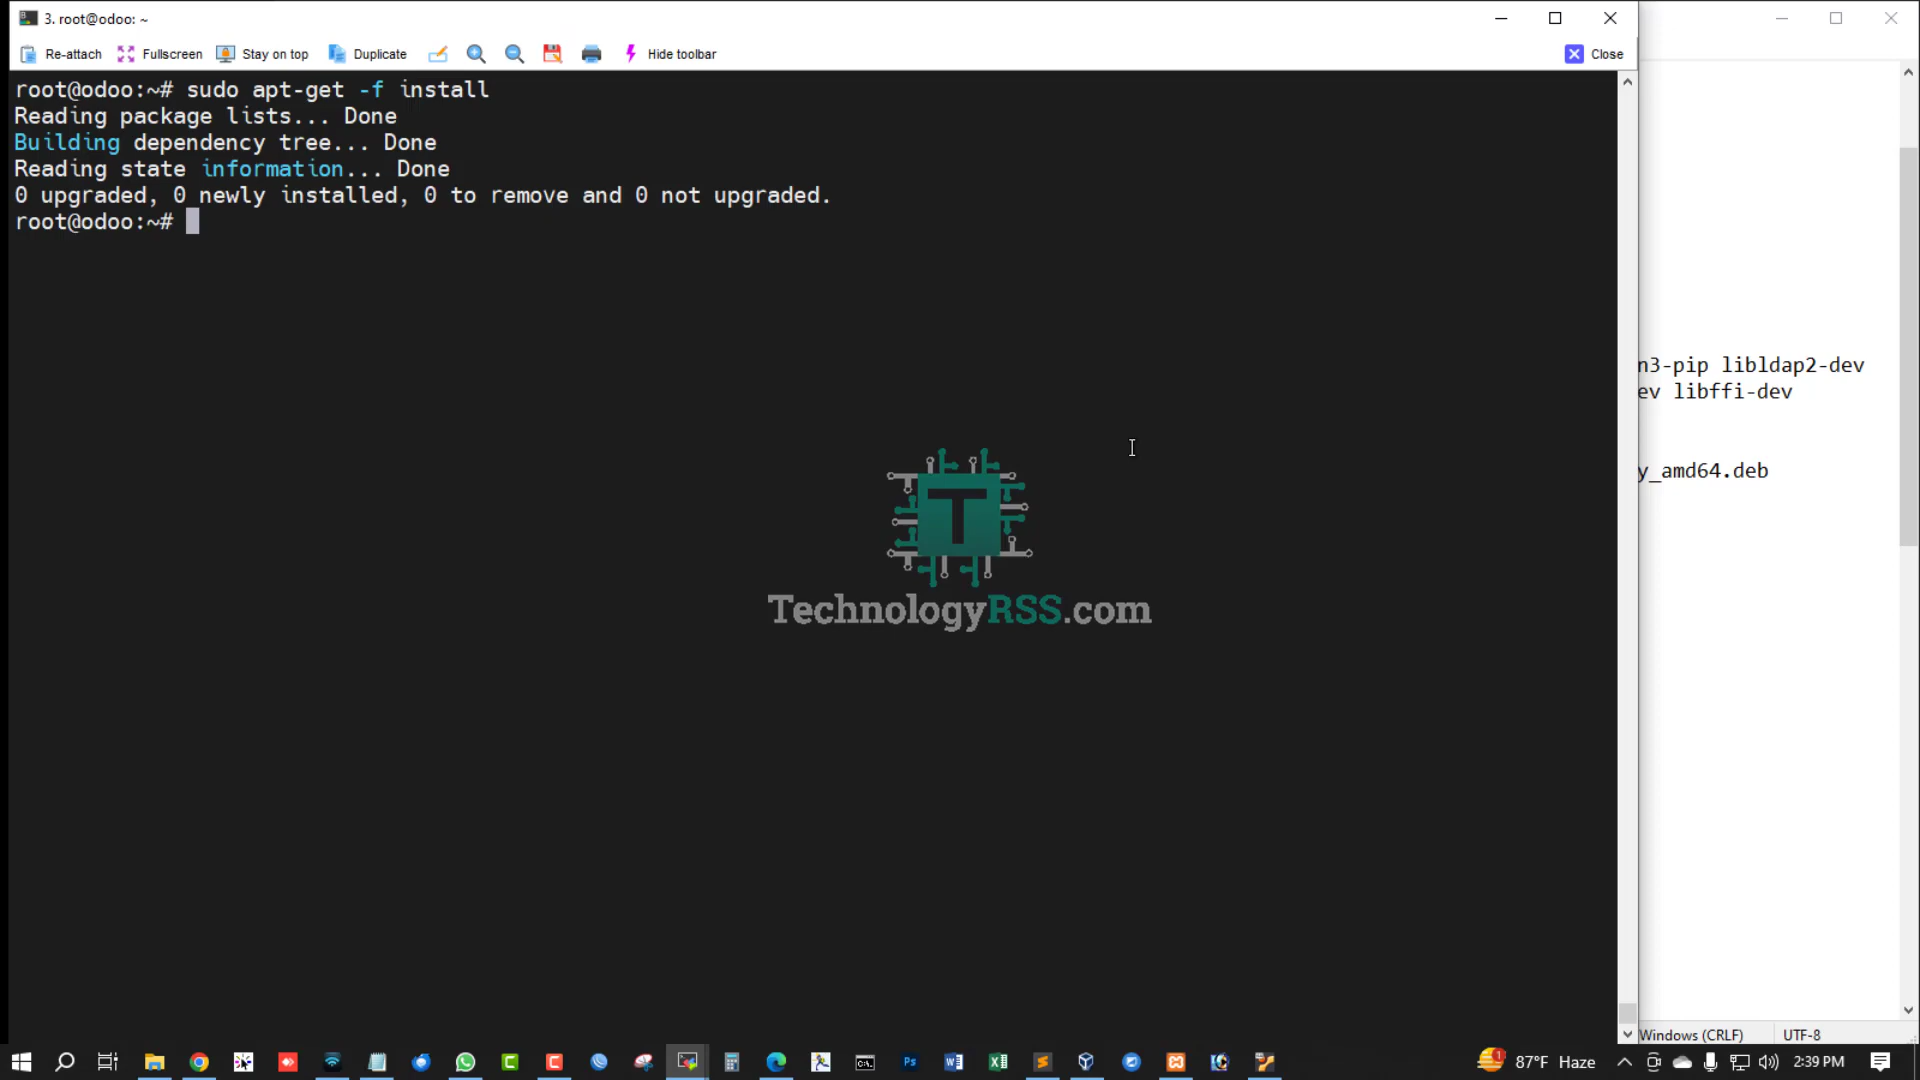 3. root@odoo: ~
Re-attach Fullscreen Stay on top Duplicate Hide toolbar Close
root@odoo:~# sudo apt-get -f install
Reading package lists... Done
Building dependency tree... Done
Reading state information... Done
0 upgraded, 0 newly installed, 0 to remove and 0 not upgraded.
root@odoo:~#
n3-pip libldap2-dev
ev libffi-dev
y_amd64.deb
T
TechnologyRSS.com
Windows (CRLF) UTF-8
Ps
87°F Haze
2:39 PM